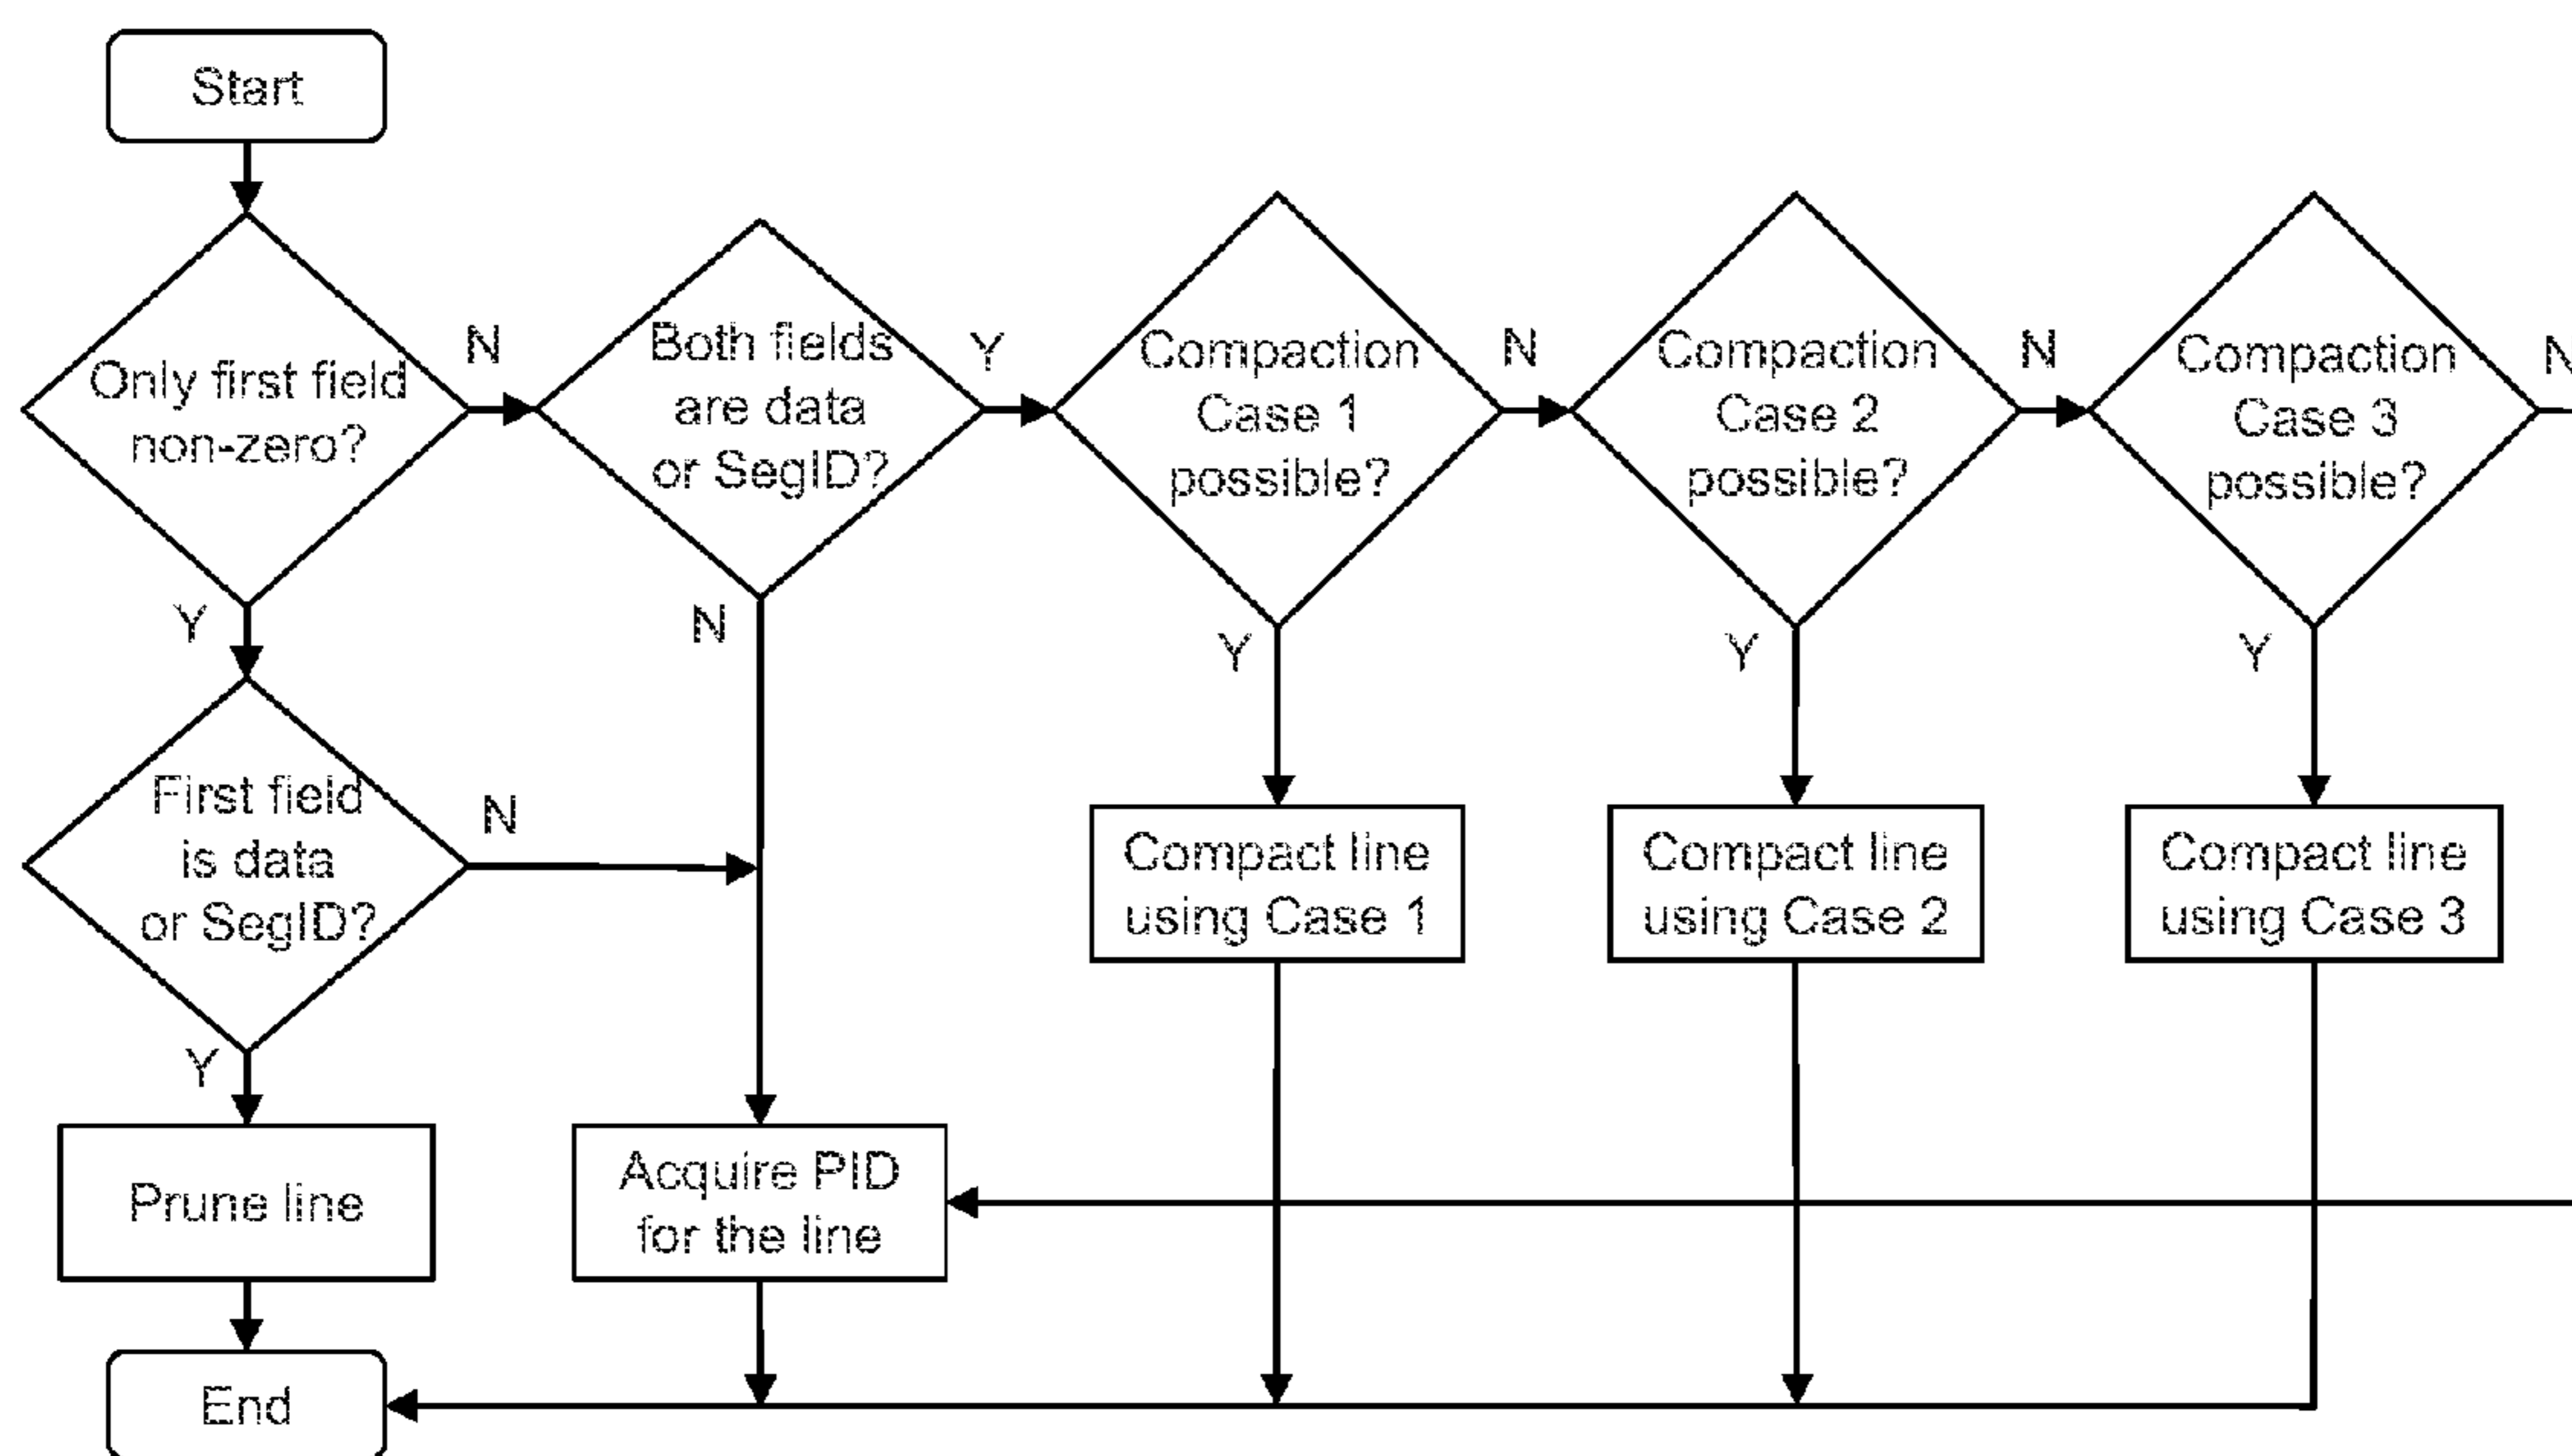 Start
Only first field
non-zero?
N
Y
Both fields
are data
or SegID?
Y
N
Compaction
Case 1
possible?
N
Y
Compaction
Case 2
possible?
N
Y
Compaction
Case 3
possible?
N
Y
First field
is data
or SegID?
N
Y
Compact line
using Case 1
Compact line
using Case 2
Compact line
using Case 3
Prune line
Acquire PID
for the line
End